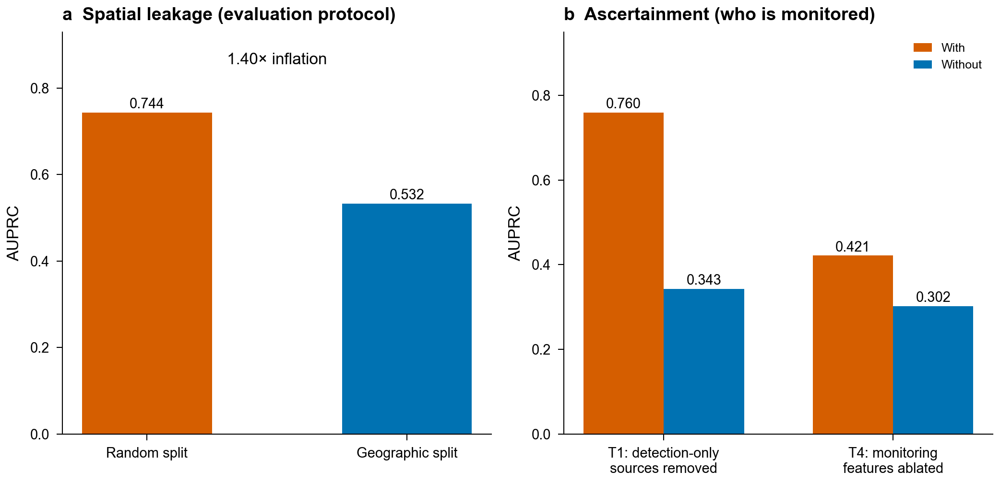 a  Spatial leakage (evaluation protocol)
1.40× inflation
AUPRC
0.8
0.6
0.4
0.2
0.0
0.744
0.532
Random split
Geographic split
b  Ascertainment (who is monitored)
With
Without
AUPRC
0.8
0.6
0.4
0.2
0.0
0.760
0.343
0.421
0.302
T1: detection-only
sources removed
T4: monitoring
features ablated